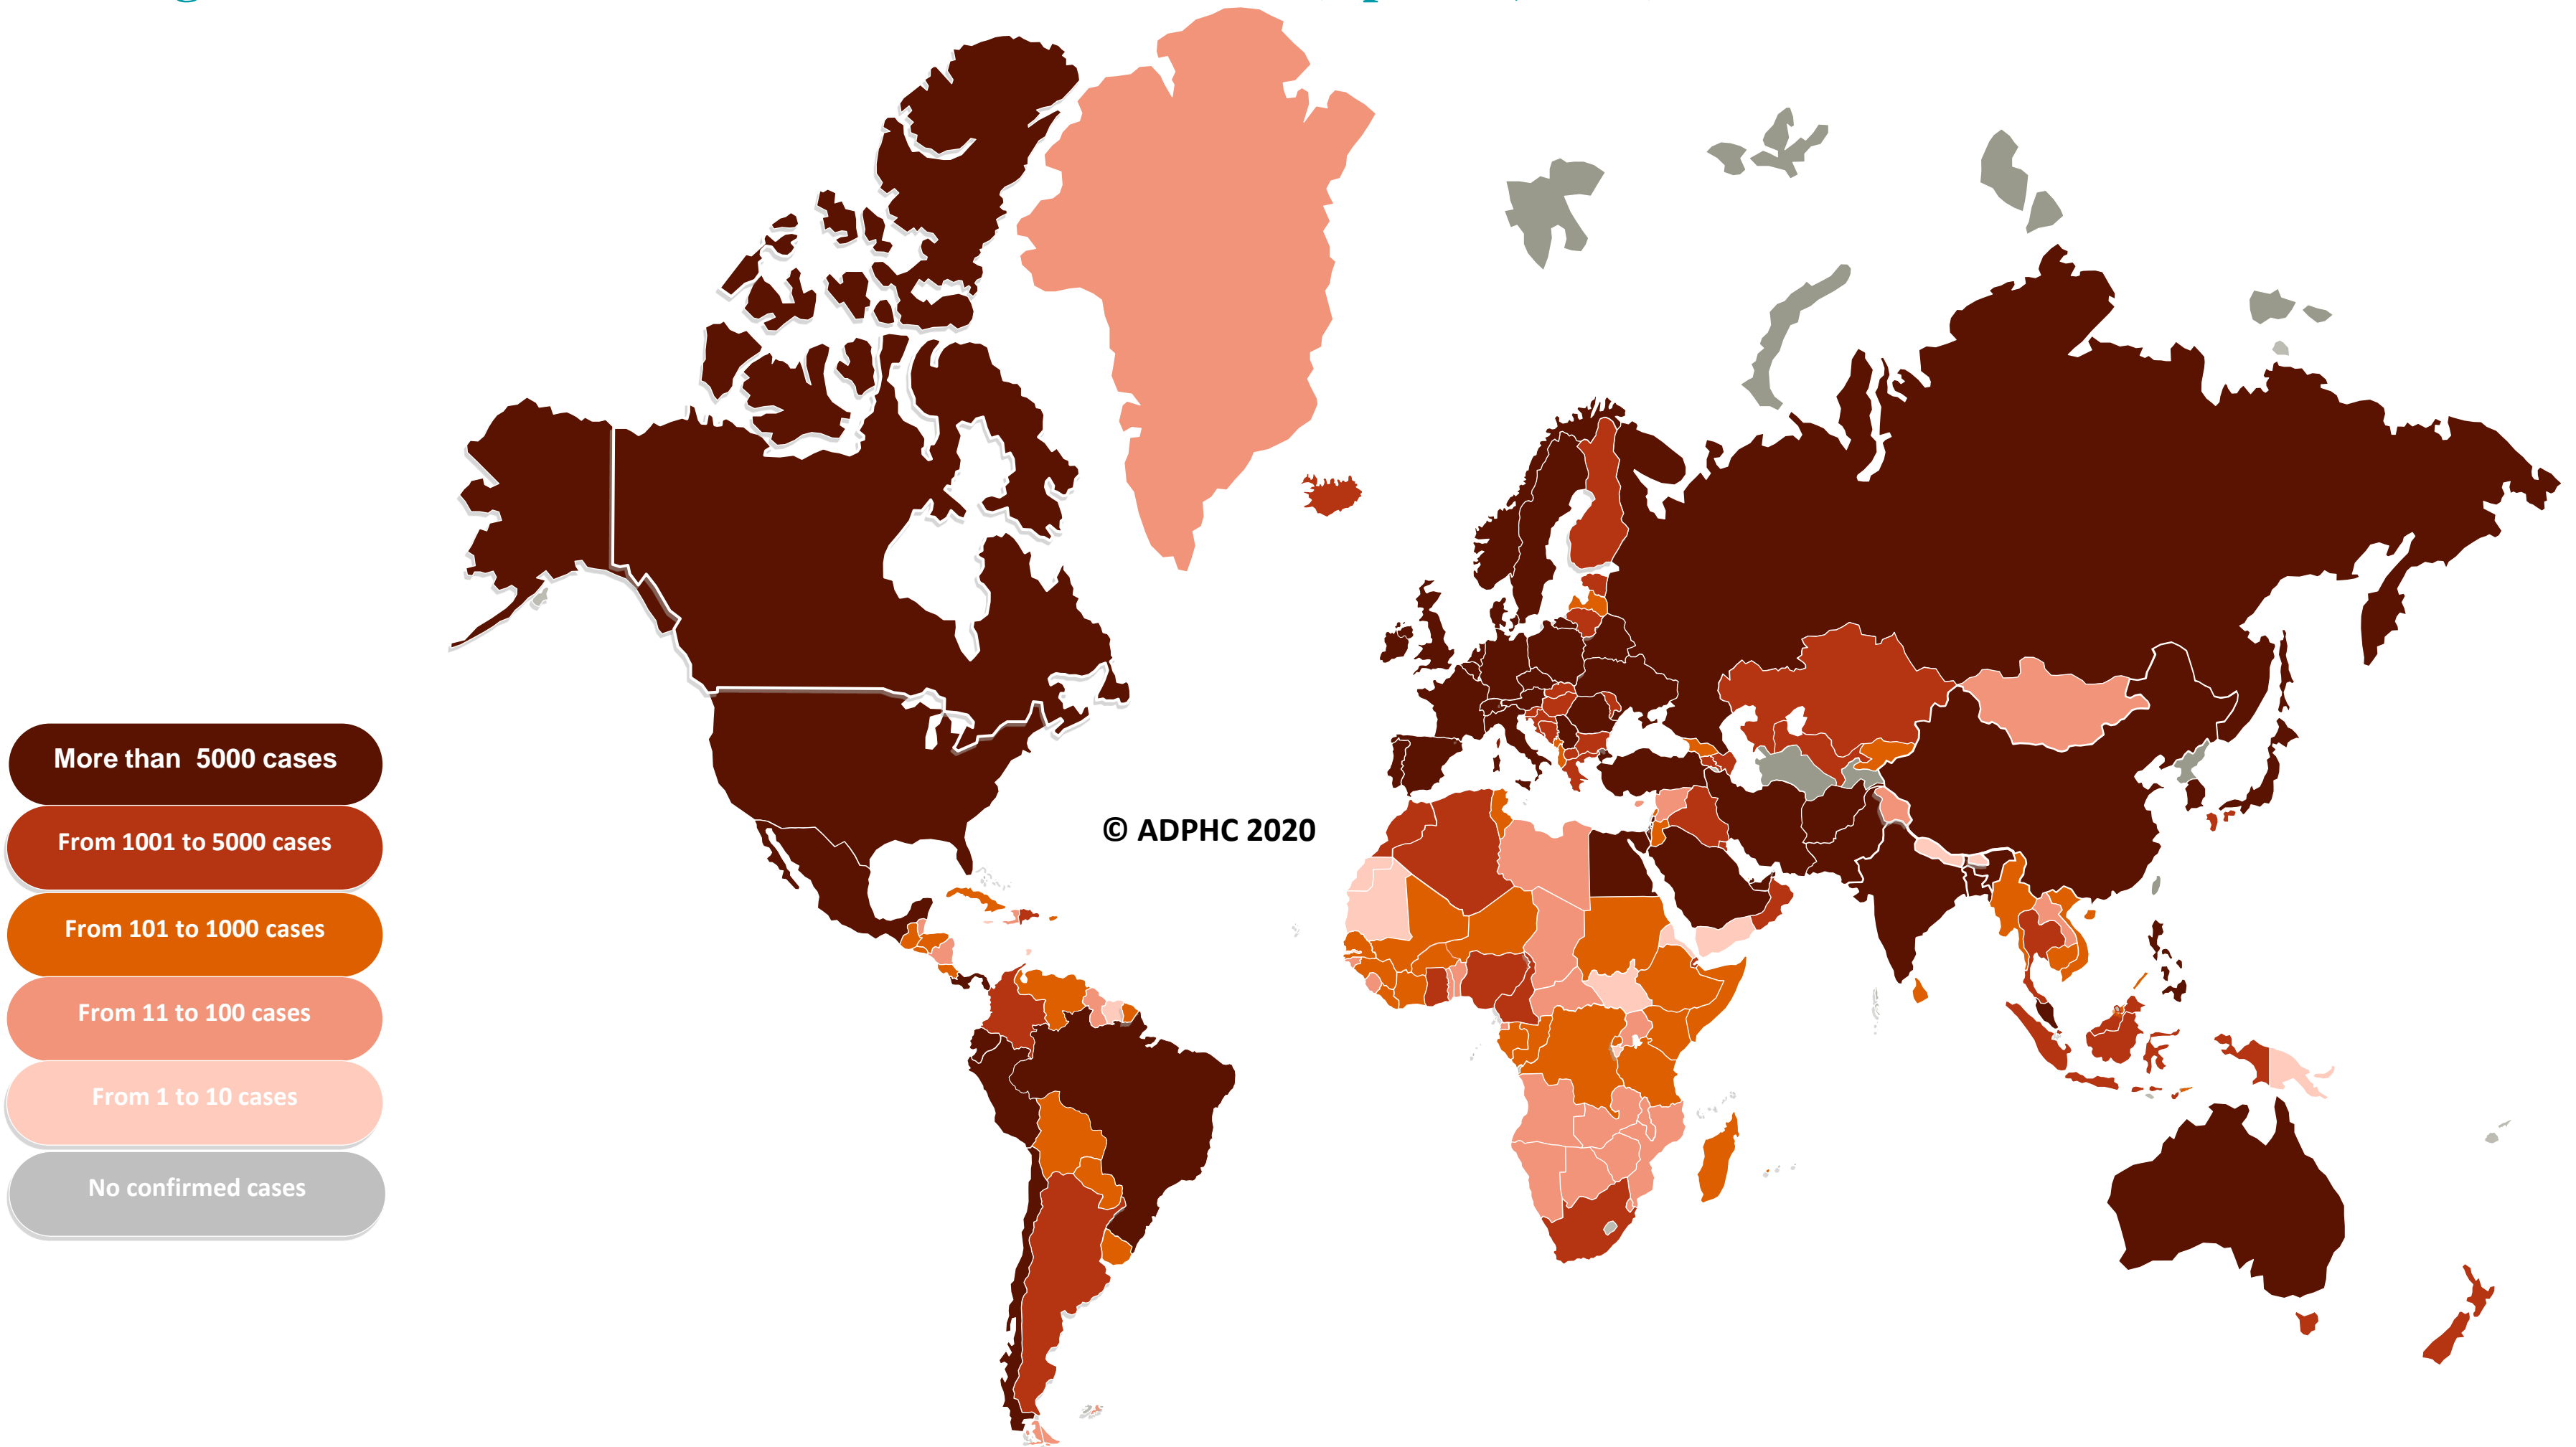 More than 5000 cases
From 1001 to 5000 cases
© ADPHC 2020
From 101 to 1000 cases
From 11 to 100 cases
From 1 to 10 cases
No confirmed cases